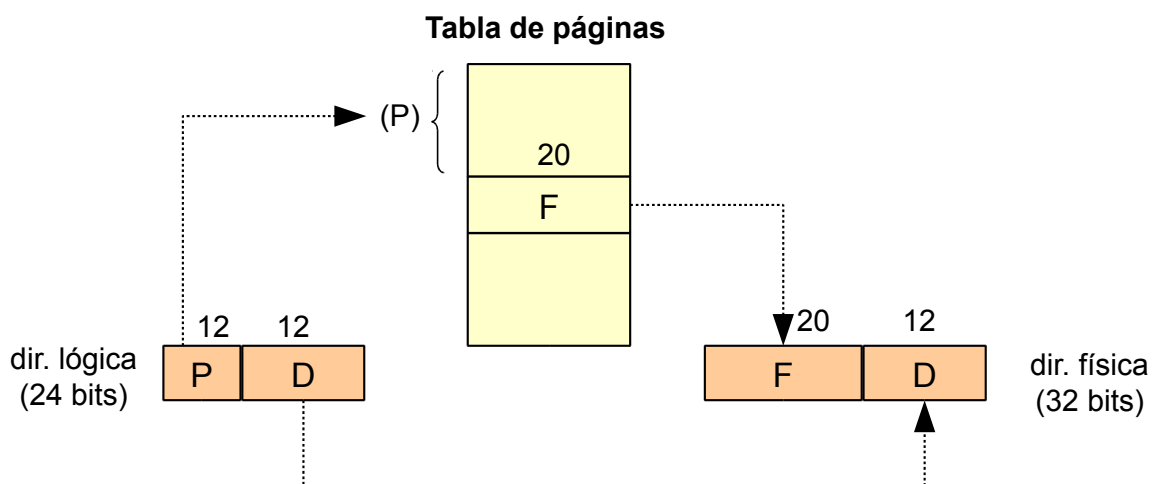 Tabla de páginas
(P)
20
F
12 12
dir. lógica
(24 bits)
P D
20 12
F D
dir. física
(32 bits)